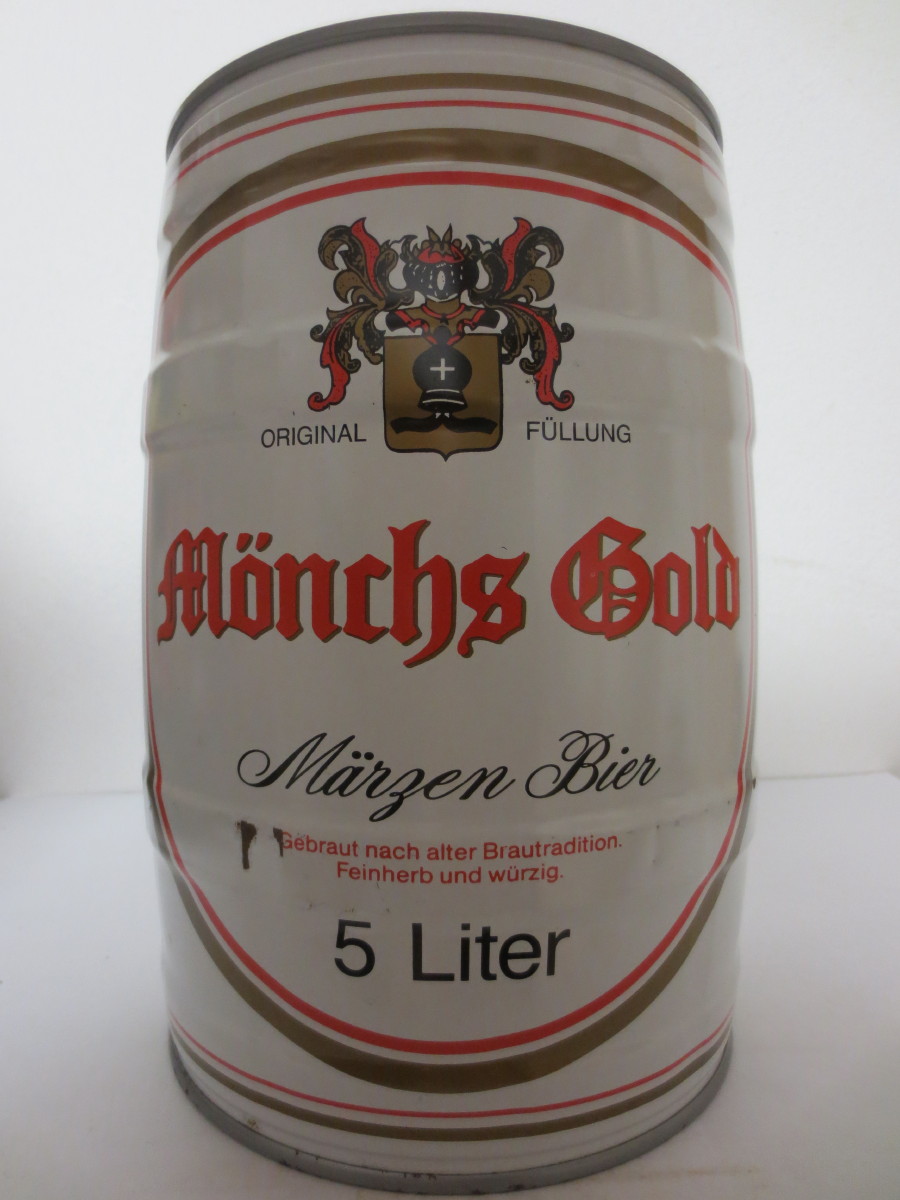 ORIGINAL FÜLLUNG
Mönchs Gold
Märzen Bier
Gebraut nach alter Brautradition.
Feinherb und würzig.
5 Liter